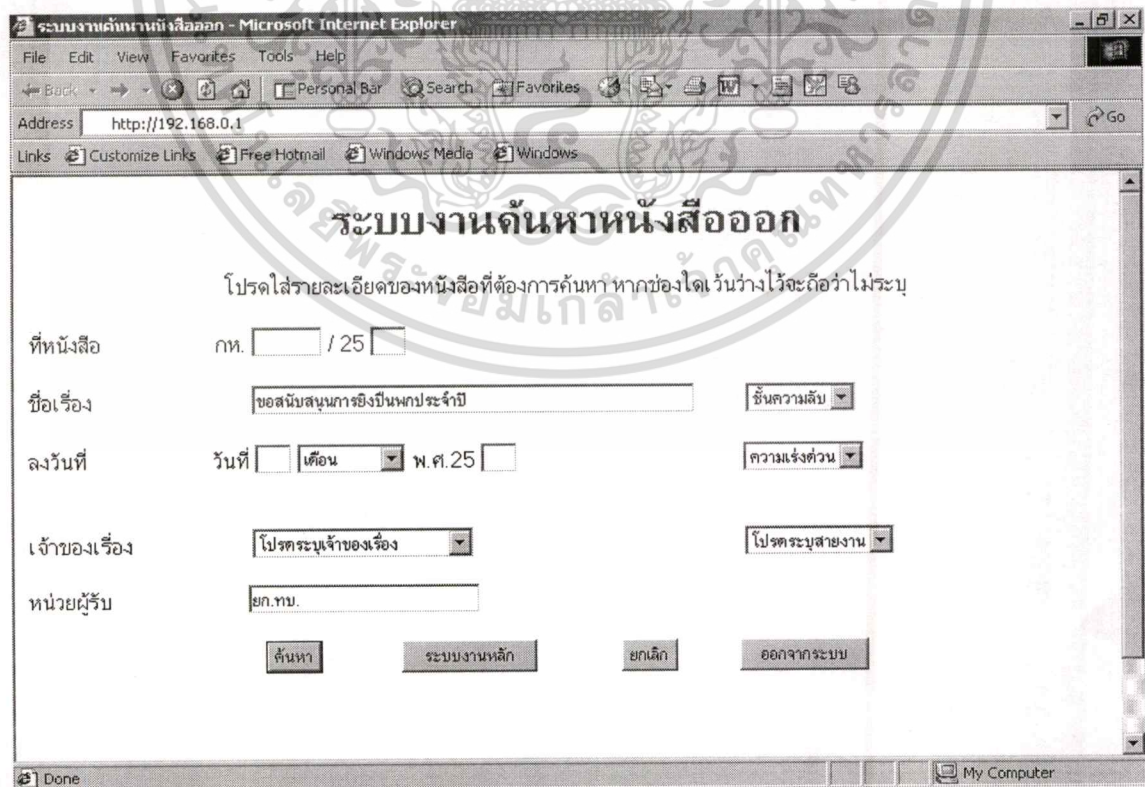 ระบบงานค้นหาหนังสือออก - Microsoft Internet Explorer
File Edit View Favorites Tools Help
Back Personal Bar Search Favorites
Address http://192.168.0.1 Go
Links Customize Links Free Hotmail Windows Media Windows
ระบบงานค้นหาหนังสือออก
โปรดใส่รายละเอียดของหนังสือที่ต้องการค้นหา หากช่องใดเว้นว่างไว้จะถือว่าไม่ระบุ
ที่หนังสือ กห. / 25
ชื่อเรื่อง ขอสนับสนุนการยิงปืนพกประจำปี ชั้นความลับ
ลงวันที่ วันที่ เดือน พ.ศ.25 ความเร่งด่วน
เจ้าของเรื่อง โปรดระบุเจ้าของเรื่อง โปรดระบุสายงาน
หน่วยผู้รับ ยก.ทบ.
ค้นหา ระบบงานหลัก ยกเลิก ออกจากระบบ
Done My Computer